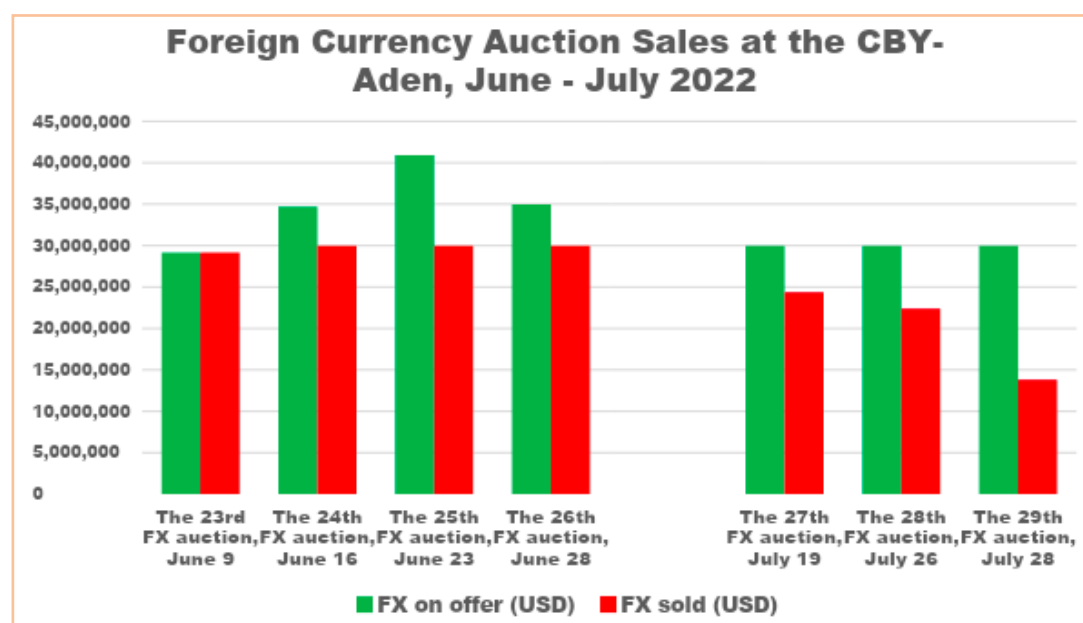 Foreign Currency Auction Sales at the CBY-
Aden, June - July 2022
45,000,000
40,000,000
35,000,000
30,000,000
25,000,000
20,000,000
15,000,000
10,000,000
5,000,000
0
The 23rd
FX auction,
June 9
The 24th
FX auction,
June 16
The 25th
FX auction,
June 23
The 26th
FX auction,
June 28
The 27th
FX auction,
July 19
The 28th
FX auction,
July 26
The 29th
FX auction,
July 28
FX on offer (USD)
FX sold (USD)